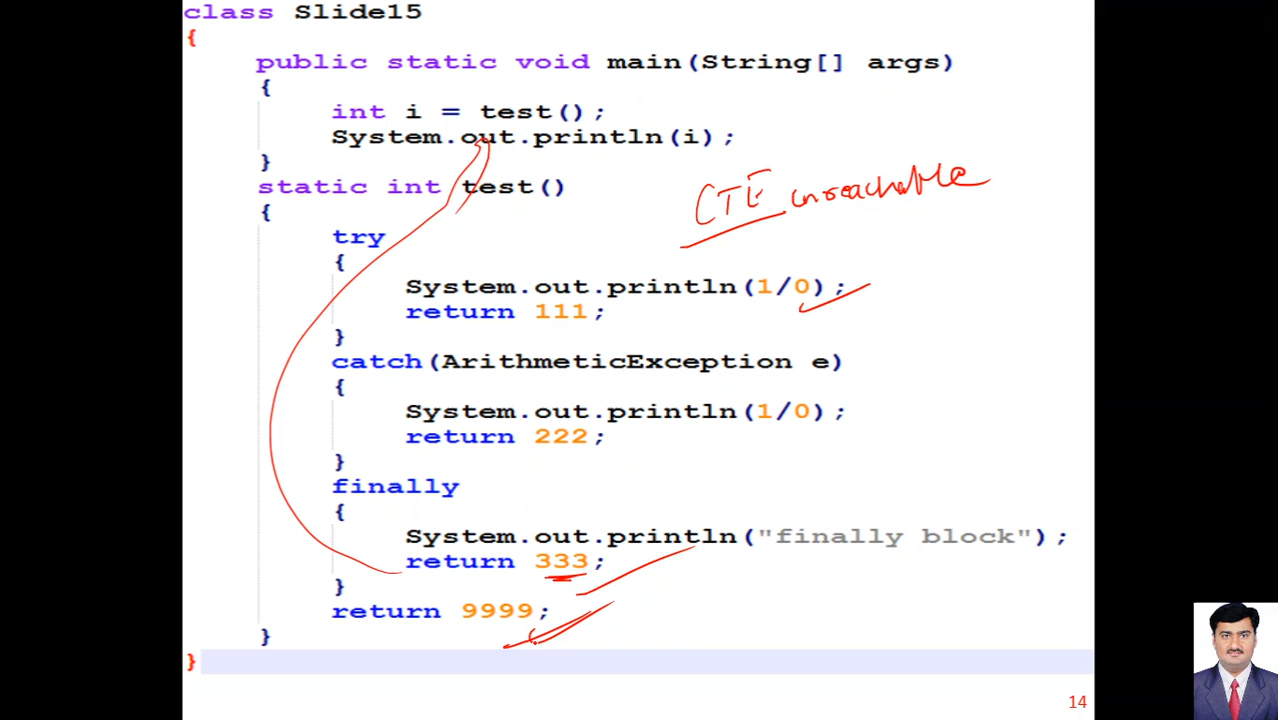 class Slide15
{
public static void main(String[] args)
{
int i = test();
System.out.println(i);
}
static int test()
CTE unreachable
{
try
{
System.out.println(1/0);
return 111;
}
catch(ArithmeticException e)
{
System.out.println(1/0);
return 222;
}
finally
{
System.out.println("finally block");
return 333;
}
return 9999;
}
}
14